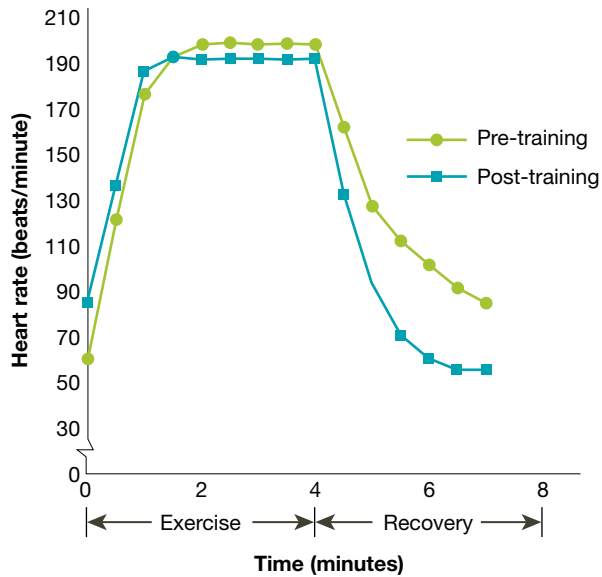 Heart rate (beats/minute)
210
190
170
150
130
110
90
70
50
30
0
Pre-training
Post-training
0 2 4 6 8
Exercise Recovery
Time (minutes)